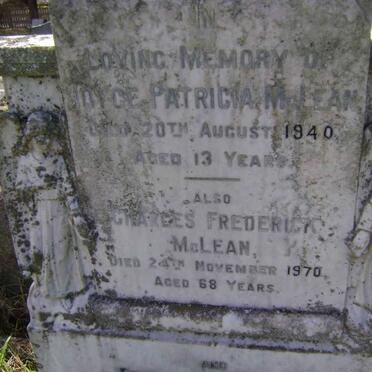 IN
LOVING MEMORY OF
JOYCE PATRICIA MCLEAN
DIED 20TH AUGUST 1940.
AGED 13 YEARS.
ALSO
CHARLES FREDERICK
MCLEAN,
DIED 24TH NOVEMBER 1970.
AGED 68 YEARS.
AND